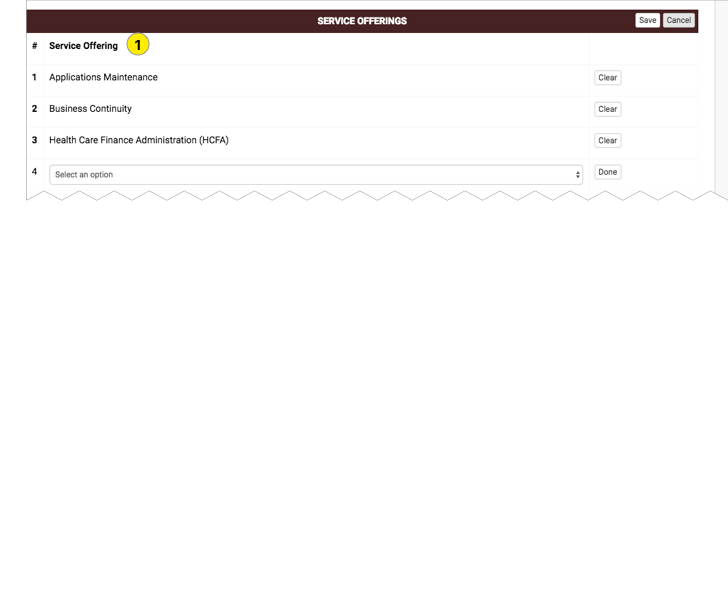 SERVICE OFFERINGS Save Cancel
# Service Offering 1
1 Applications Maintenance Clear
2 Business Continuity Clear
3 Health Care Finance Administration (HCFA) Clear
4 Select an option Done